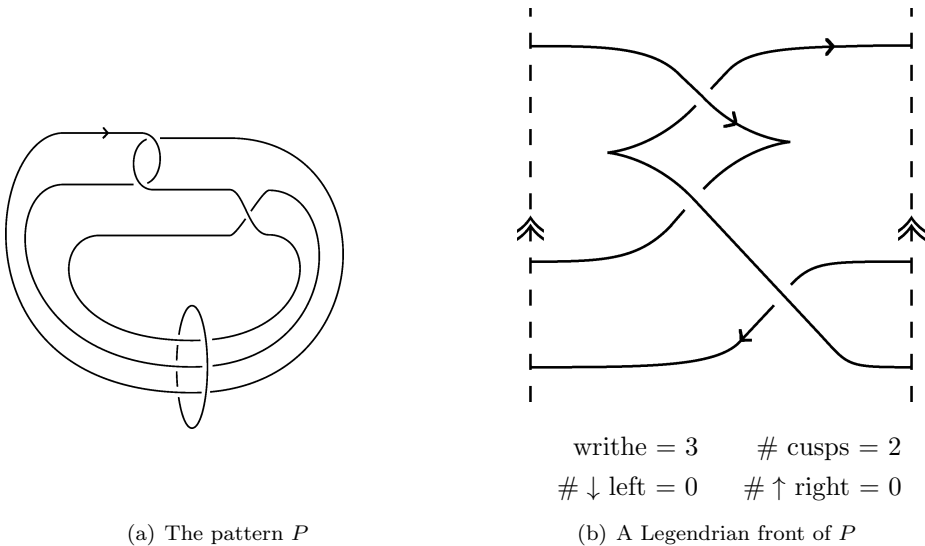 writhe = 3 # cusps = 2
# ↓ left = 0 # ↑ right = 0
(a) The pattern P
(b) A Legendrian front of P